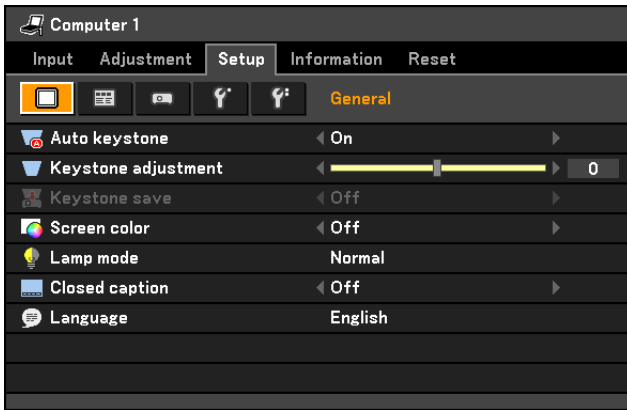 Computer 1
Input Adjustment Setup Information Reset
General
Auto keystone On
Keystone adjustment 0
Keystone save Off
Screen color Off
Lamp mode Normal
Closed caption Off
Language English